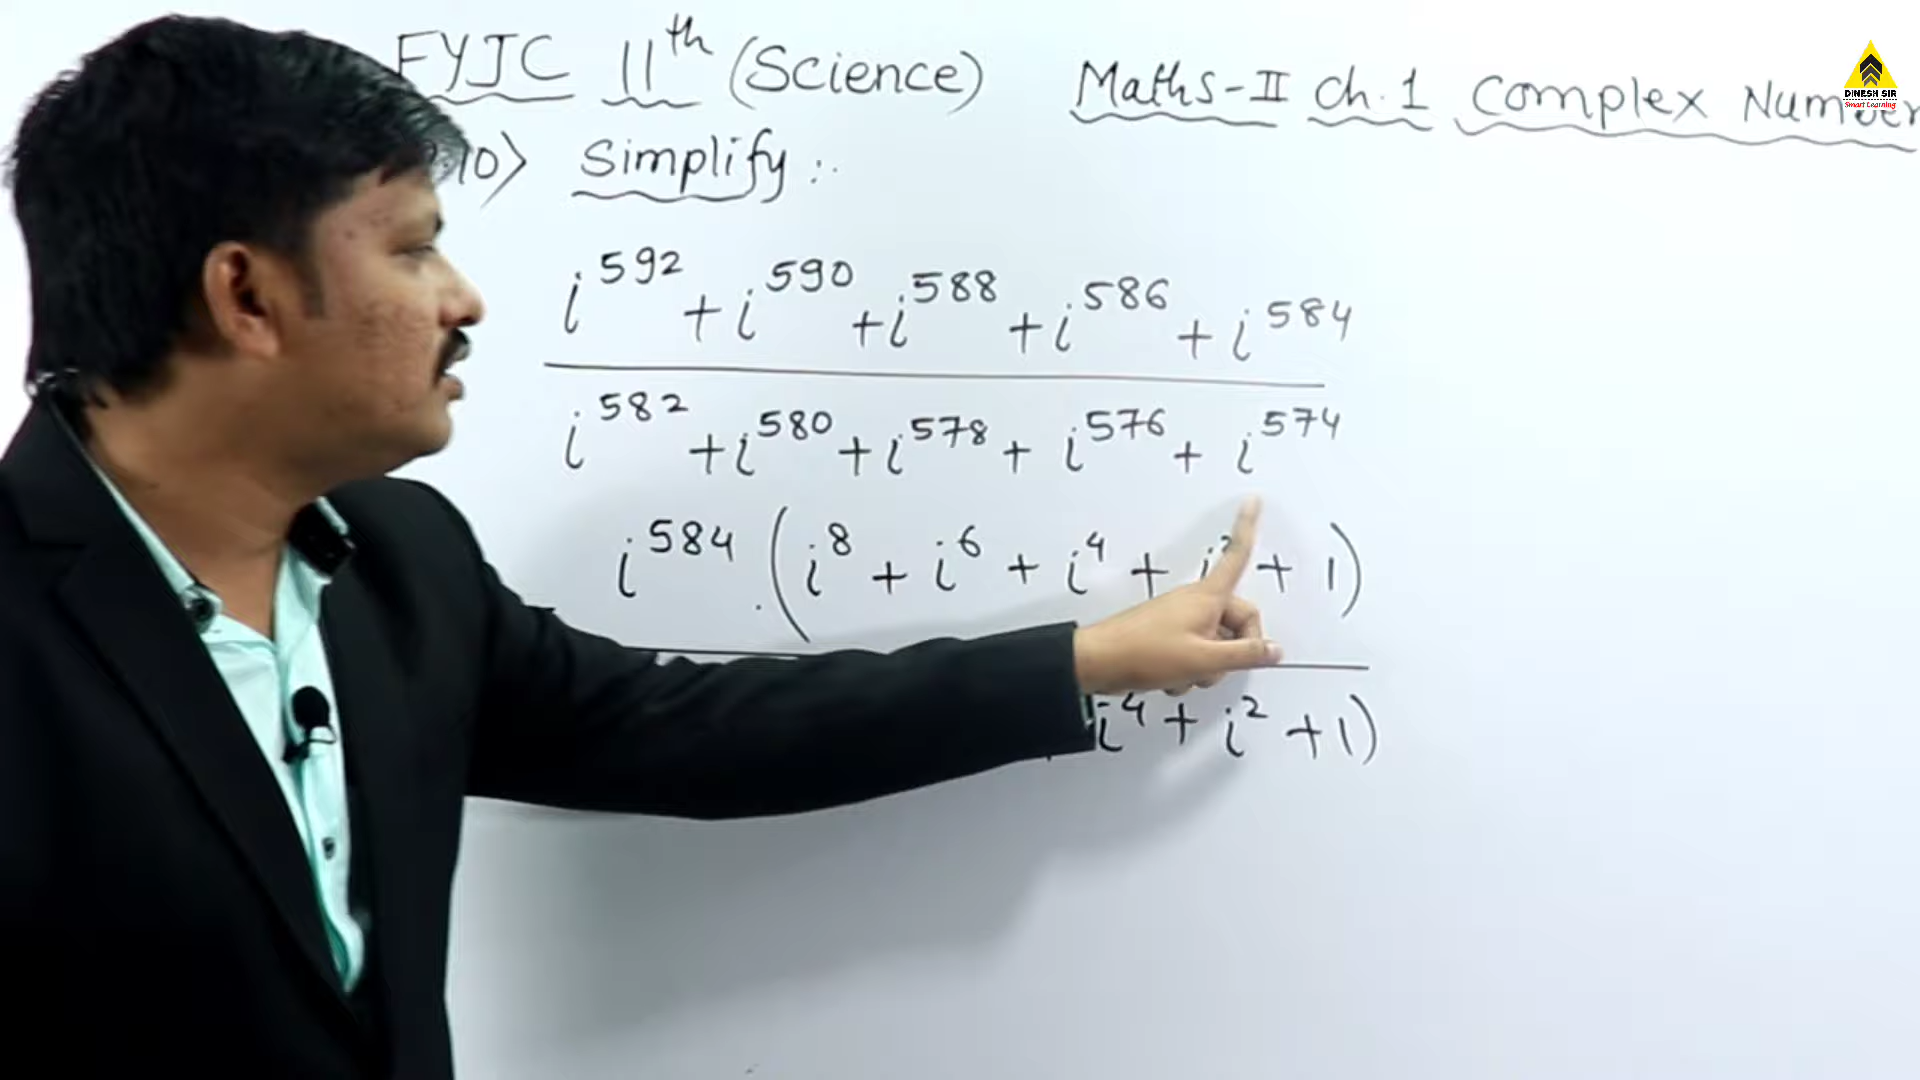 FYJC 11th (Science) Maths-II Ch.1 Complex Number
10) Simplify :
i^592 + i^590 + i^588 + i^586 + i^584
i^582 + i^580 + i^578 + i^576 + i^574
i^584 . (i^8 + i^6 + i^4 + i^2 + 1)
i^4 + i^2 + 1)
DINESH SIR
Smart Learning